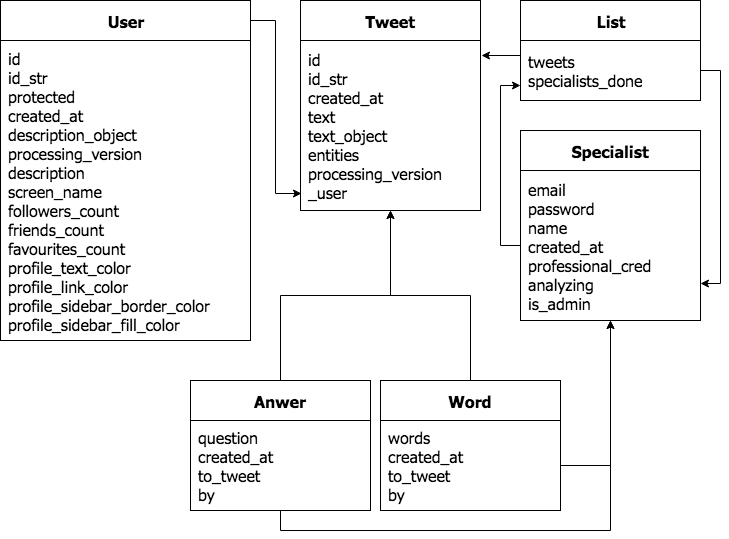 User
id
id_str
protected
created_at
description_object
processing_version
description
screen_name
followers_count
friends_count
favourites_count
profile_text_color
profile_link_color
profile_sidebar_border_color
profile_sidebar_fill_color
Tweet
id
id_str
created_at
text
text_object
entities
processing_version
_user
List
tweets
specialists_done
Specialist
email
password
name
created_at
professional_cred
analyzing
is_admin
Anwer
question
created_at
to_tweet
by
Word
words
created_at
to_tweet
by